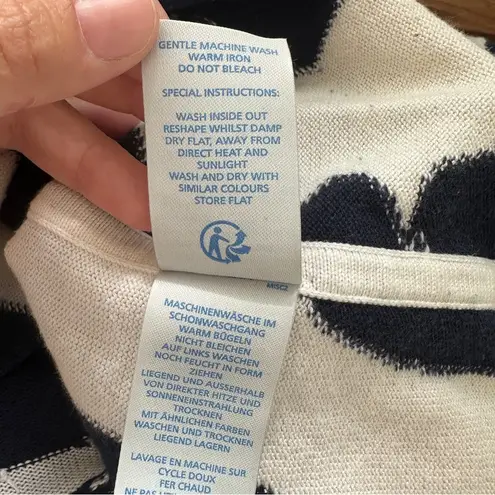 GENTLE MACHINE WASH
WARM IRON
DO NOT BLEACH
SPECIAL INSTRUCTIONS:
WASH INSIDE OUT
RESHAPE WHILST DAMP
DRY FLAT, AWAY FROM
DIRECT HEAT AND
SUNLIGHT
WASH AND DRY WITH
SIMILAR COLOURS
STORE FLAT
MISC2
MASCHINENWÄSCHE IM
SCHONWASCHGANG
WARM BÜGELN
NICHT BLEICHEN
AUF LINKS WASCHEN
NOCH FEUCHT IN FORM
ZIEHEN
LIEGEND UND AUSSERHALB
VON DIREKTER HITZE UND
SONNENEINSTRAHLUNG
TROCKNEN
MIT ÄHNLICHEN FARBEN
WASCHEN UND TROCKNEN
LIEGEND LAGERN
LAVAGE EN MACHINE SUR
CYCLE DOUX
FER CHAUD
NE PAS